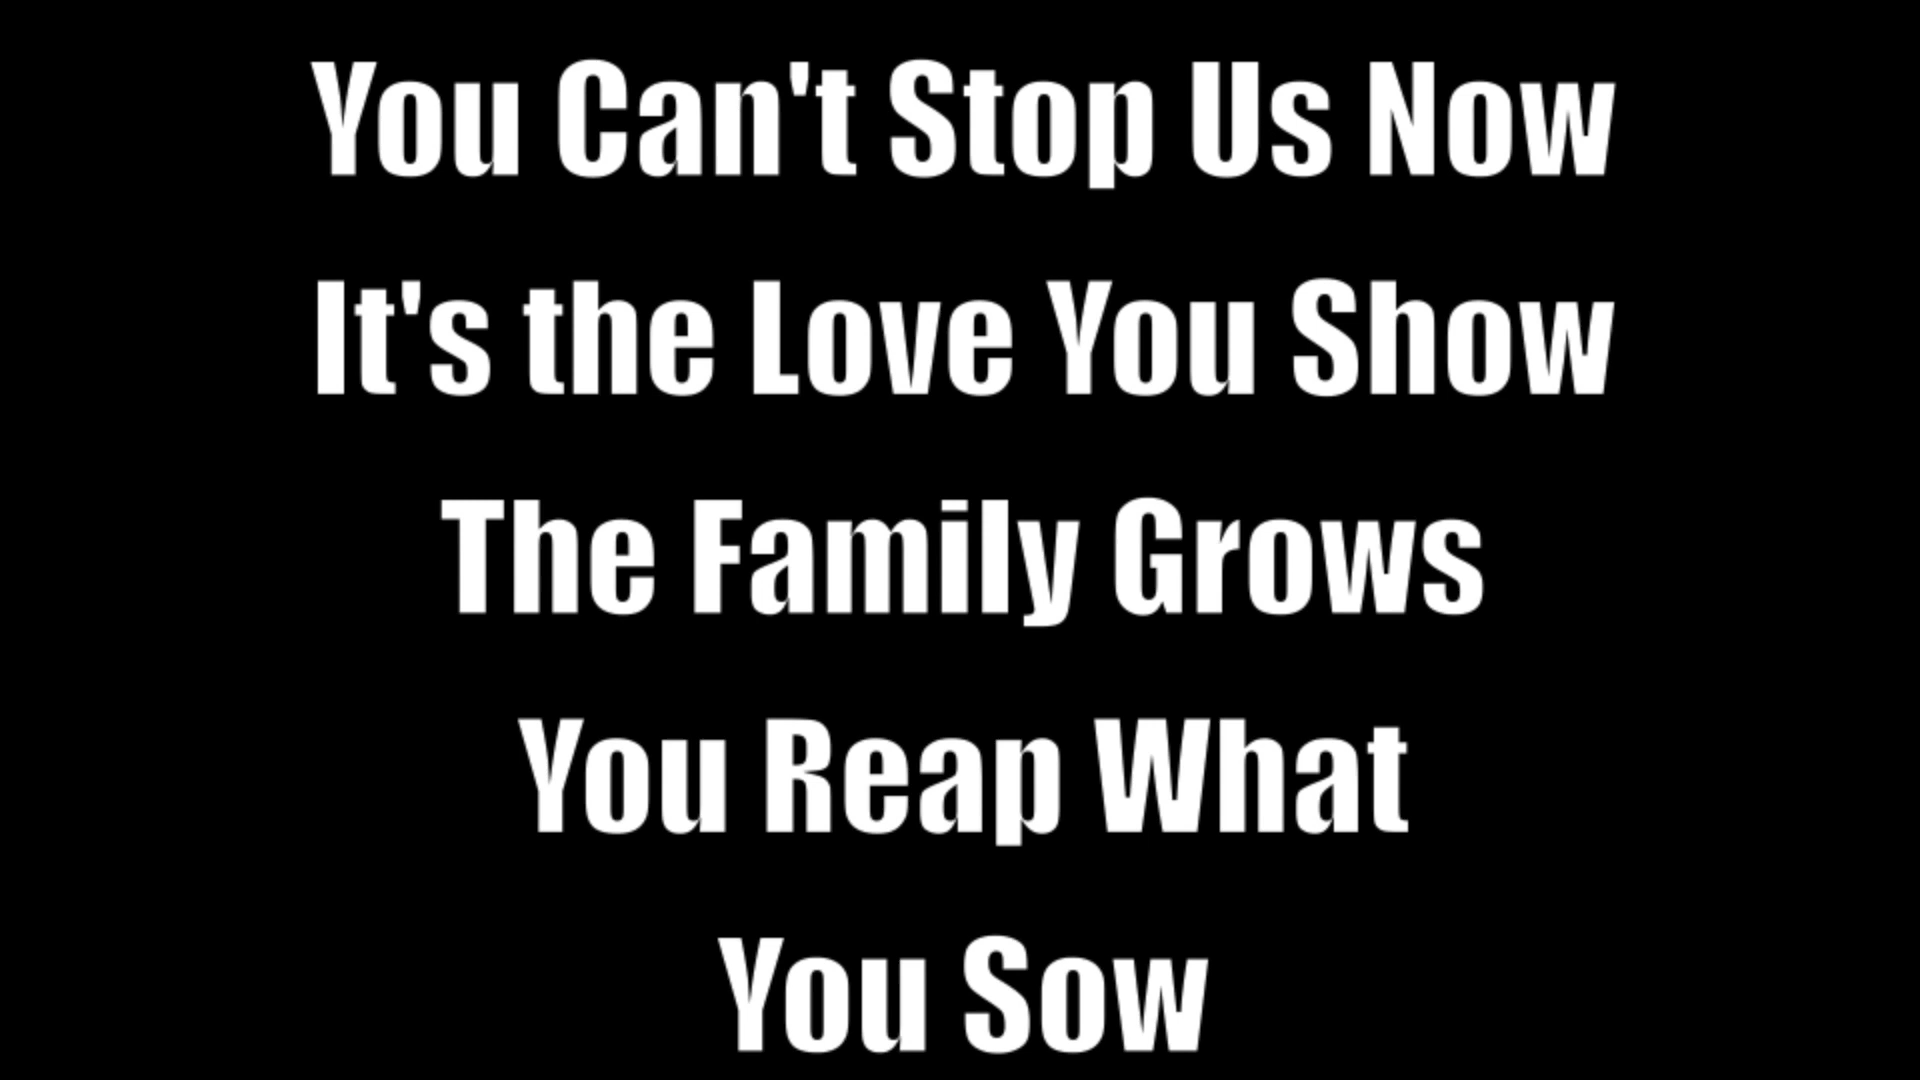 You Can't Stop Us Now
It's the Love You Show
The Family Grows
You Reap What
You Sow